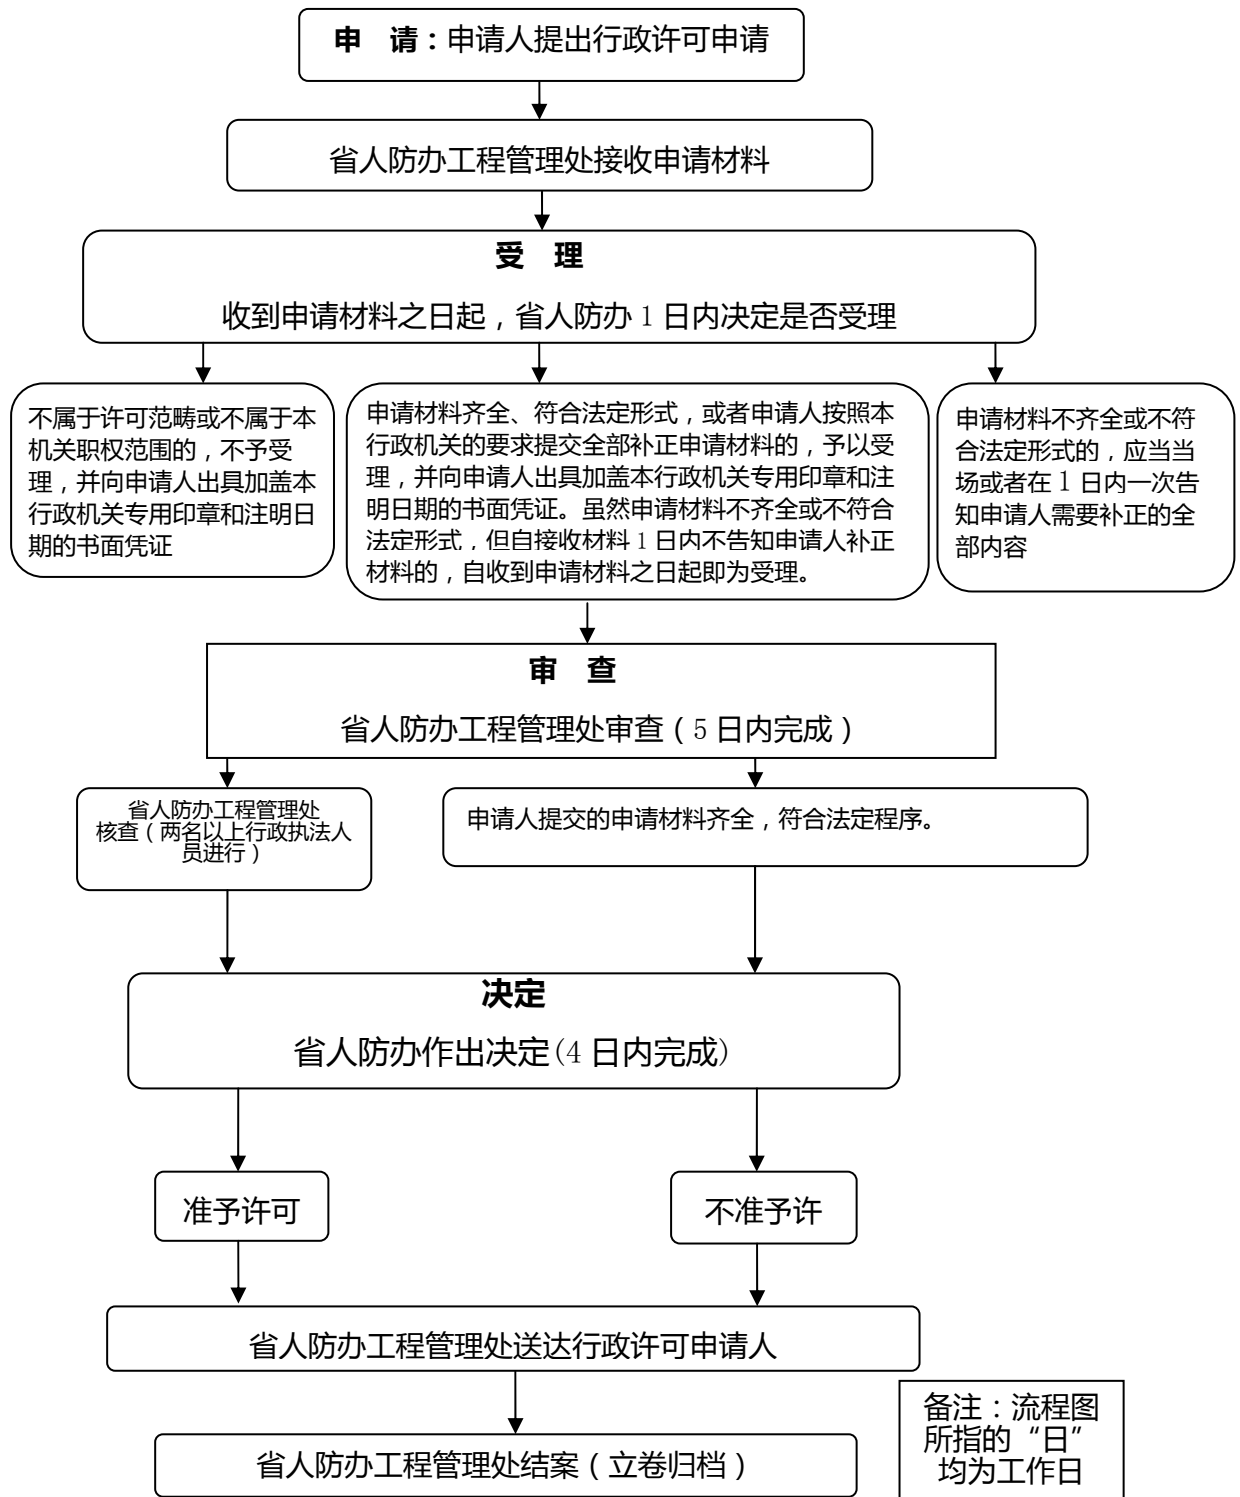 申 请：申请人提出行政许可申请
省人防办工程管理处接收申请材料
受 理
收到申请材料之日起，省人防办 1 日内决定是否受理
不属于许可范畴或不属于本
机关职权范围的，不予受
理，并向申请人出具加盖本
行政机关专用印章和注明日
期的书面凭证
申请材料齐全、符合法定形式，或者申请人按照本
行政机关的要求提交全部补正申请材料的，予以受
理，并向申请人出具加盖本行政机关专用印章和注
明日期的书面凭证。虽然申请材料不齐全或不符合
法定形式，但自接收材料 1 日内不告知申请人补正
材料的，自收到申请材料之日起即为受理。
申请材料不齐全或不符
合法定形式的，应当当
场或者在 1 日内一次告
知申请人需要补正的全
部内容
审 查
省人防办工程管理处审查（5 日内完成）
省人防办工程管理处
核查（两名以上行政执法人
员进行）
申请人提交的申请材料齐全，符合法定程序。
决定
省人防办作出决定(4 日内完成)
准予许可
不准予许
省人防办工程管理处送达行政许可申请人
省人防办工程管理处结案（立卷归档）
备注：流程图
所指的“日”
均为工作日